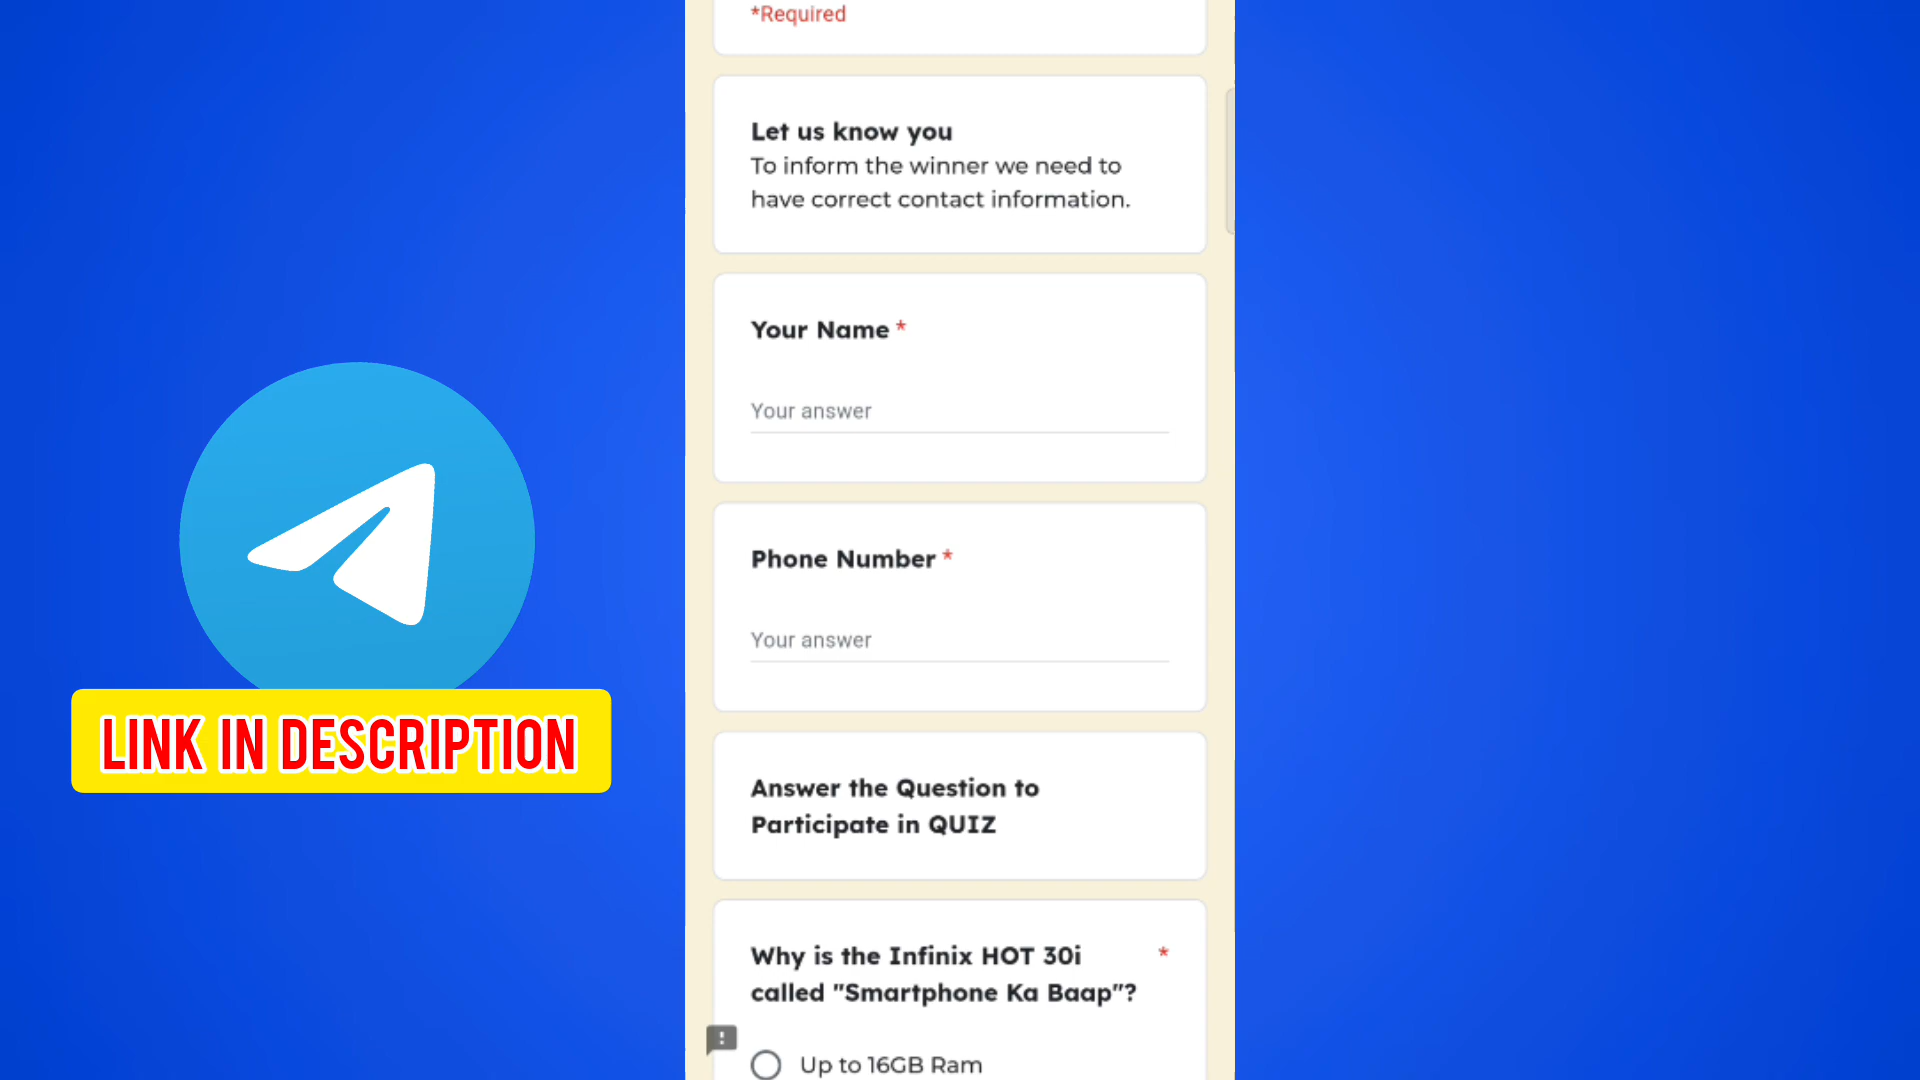 *Required
Let us know you
To inform the winner we need to
have correct contact information.
Your Name *
Your answer
Phone Number *
Your answer
LINK IN DESCRIPTION
Answer the Question to
Participate in QUIZ
Why is the Infinix HOT 30i *
called "Smartphone Ka Baap"?
Up to 16GB Ram